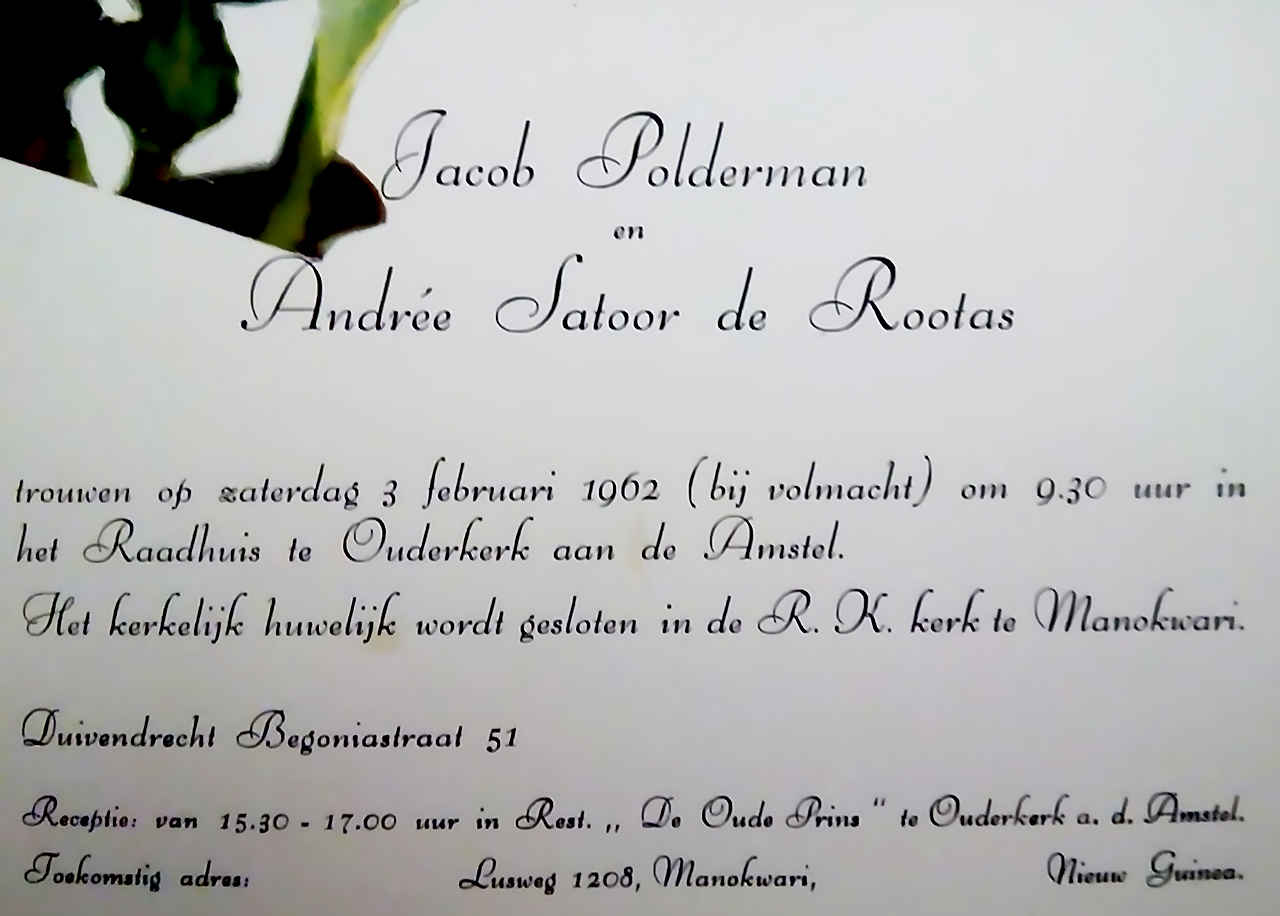 Jacob Polderman
en
Andrée Satoor de Rootas
trouwen op zaterdag 3 februari 1962 (bij volmacht) om 9.30 uur in
het Raadhuis te Ouderkerk aan de Amstel.
Het kerkelijk huwelijk wordt gesloten in de R. K. kerk te Manokwari.
Duivendrecht Begoniastraat 51
Receptie: van 15.30 - 17.00 uur in Rest. ,, De Oude Prins “ te Ouderkerk a. d. Amstel.
Toekomstig adres: Lusweg 1208, Manokwari, Nieuw Guinea.